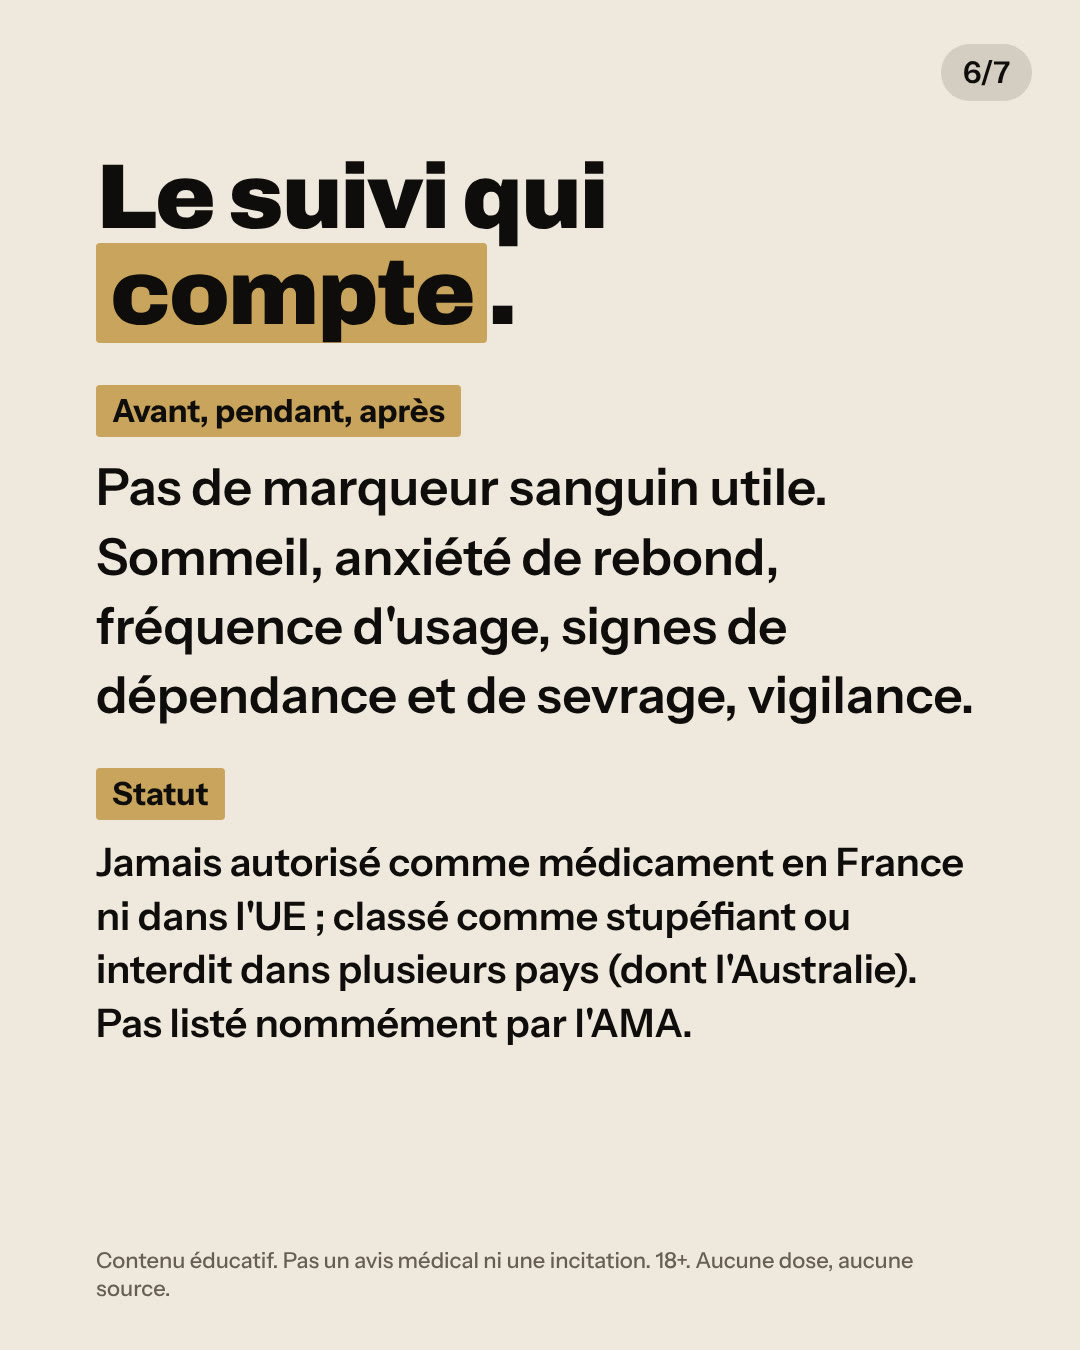 6/7
Le suivi qui
compte.
Avant, pendant, après
Pas de marqueur sanguin utile.
Sommeil, anxiété de rebond,
fréquence d'usage, signes de
dépendance et de sevrage, vigilance.
Statut
Jamais autorisé comme médicament en France
ni dans l'UE ; classé comme stupéfiant ou
interdit dans plusieurs pays (dont l'Australie).
Pas listé nommément par l'AMA.
Contenu éducatif. Pas un avis médical ni une incitation. 18+. Aucune dose, aucune
source.